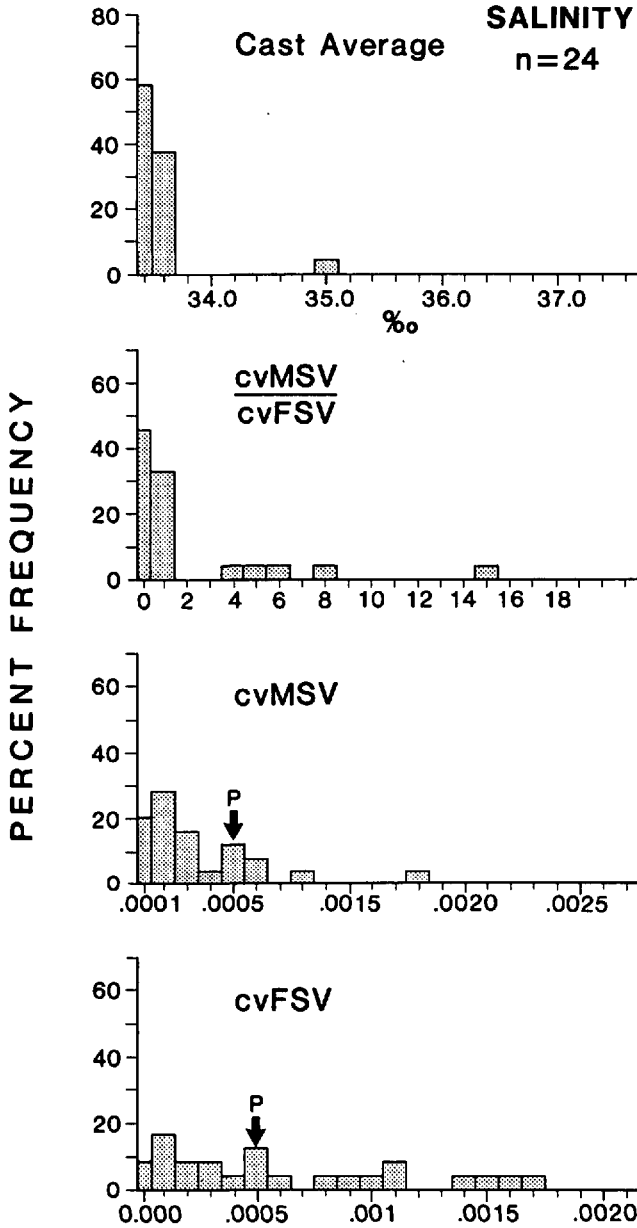 SALINITY
n=24
Cast Average
80
60
40
20
0
34.0 35.0 36.0 37.0
‰
PERCENT FREQUENCY
cvMSV
cvFSV
60
40
20
0
0 2 4 6 8 10 12 14 16 18
cvMSV
P
60
40
20
0
.0001 .0005 .0015 .0020 .0025
cvFSV
P
60
40
20
0
0.000 .0005 .001 .0015 .0020